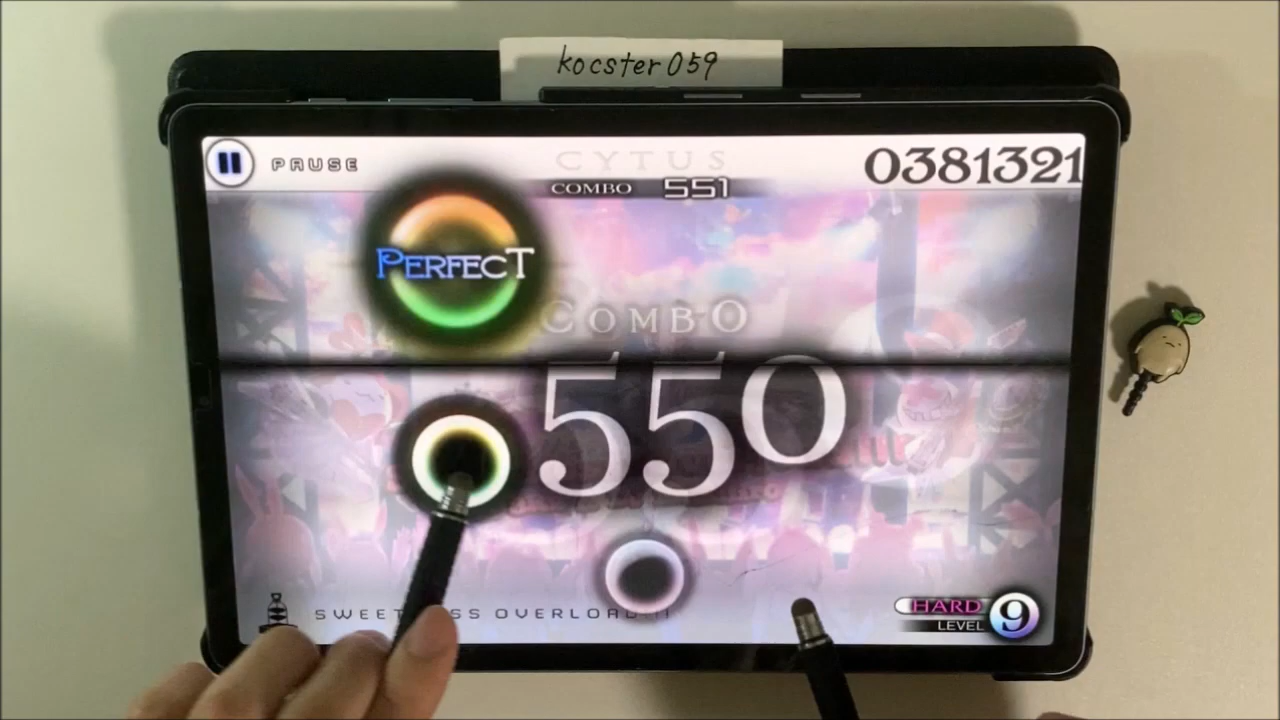 kocster059
PAUSE
CYTUS
COMBO 551
0381321
PERFECT
COMBO
550
HARD
LEVEL 9